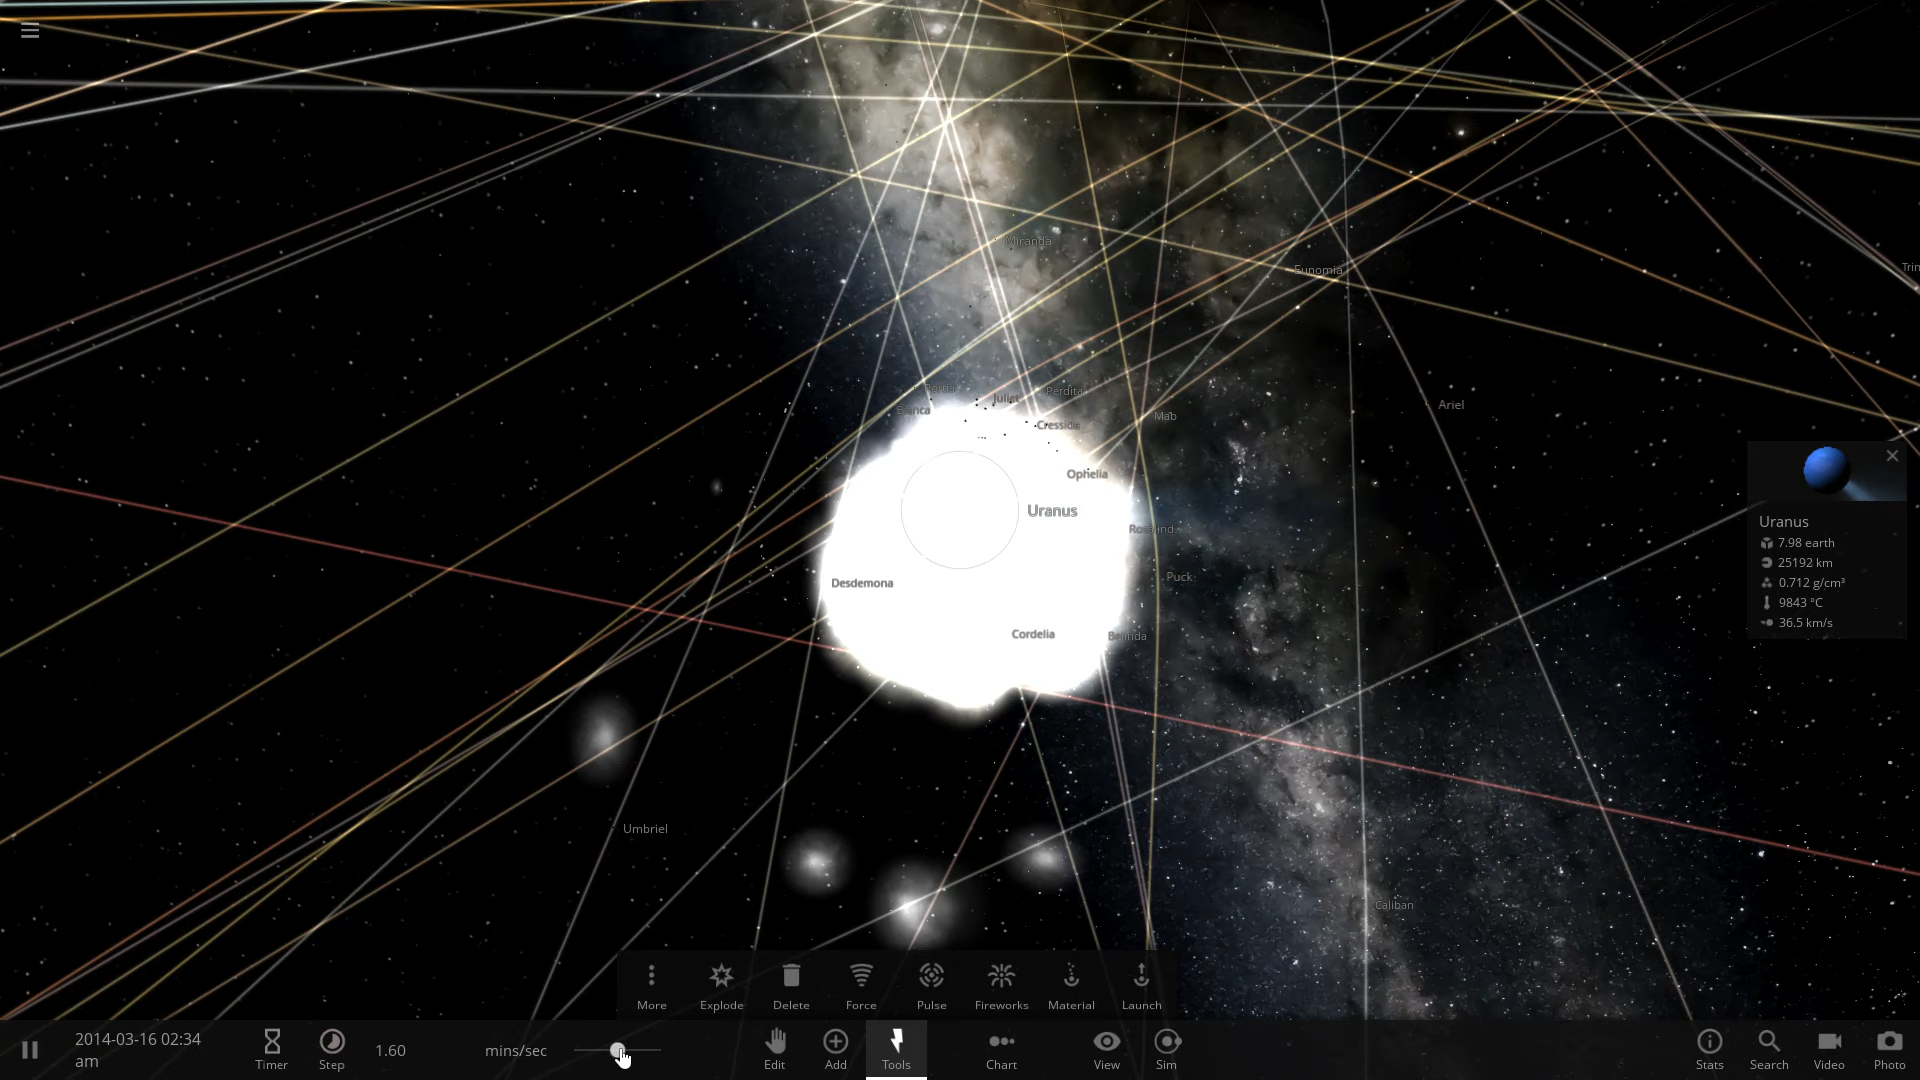 Miranda
Eunomia
Portia
Juliet
Perdita
Bianca
Mab
Cressida
Ariel
Ophelia
Uranus
Rosalind
Desdemona
Puck
Cordelia
Belinda
Umbriel
Caliban
Uranus
7.98 earth
25192 km
0.712 g/cm³
9843 °C
36.5 km/s
More
Explode
Delete
Force
Pulse
Fireworks
Material
Launch
2014-03-16 02:34
am
Timer
Step
1.60
mins/sec
Edit
Add
Tools
Chart
View
Sim
Stats
Search
Video
Photo